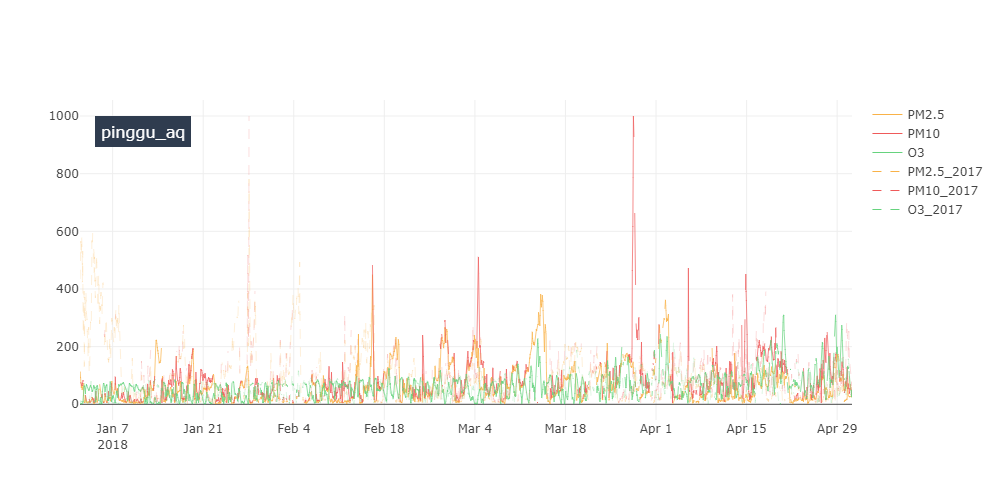 pinggu_aq
1000
800
600
400
200
0
Jan 7
2018
Jan 21
Feb 4
Feb 18
Mar 4
Mar 18
Apr 1
Apr 15
Apr 29
PM2.5
PM10
O3
PM2.5_2017
PM10_2017
O3_2017